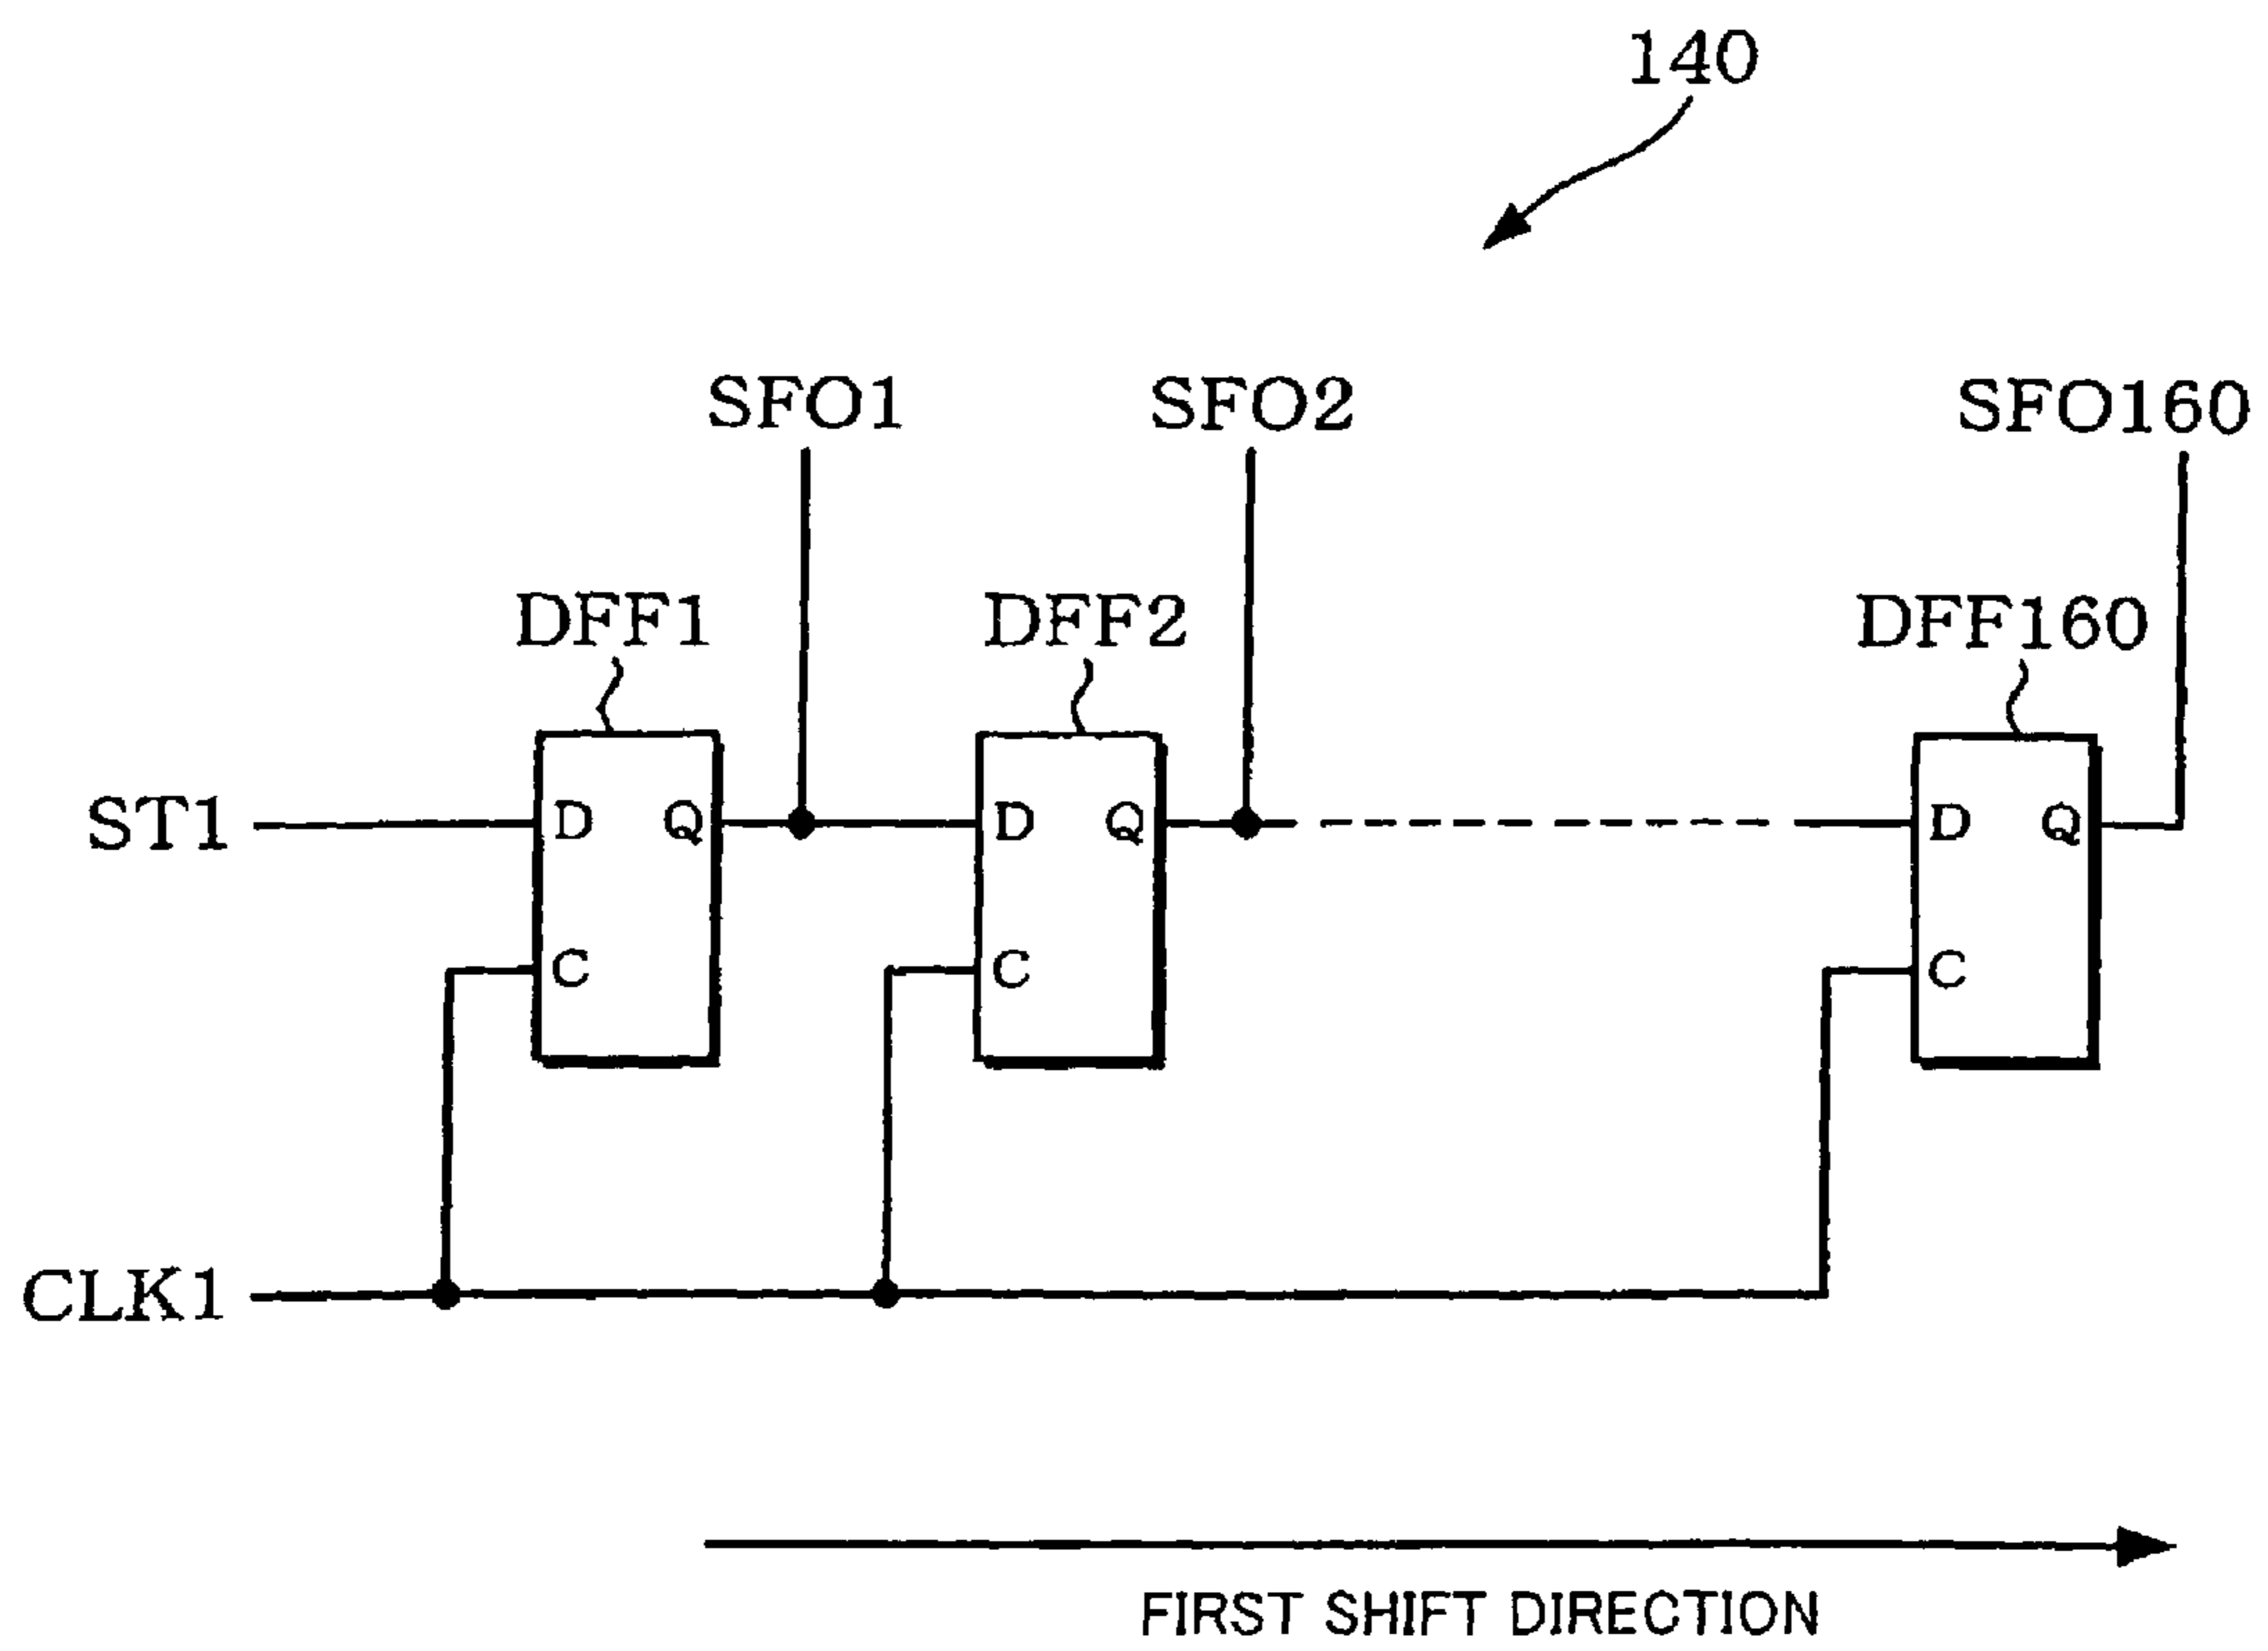 140
SFO1 SFO2 SFO160
DFF1 DFF2 DFF160
ST1 D Q D Q D Q
C C C
CLK1
FIRST SHIFT DIRECTION